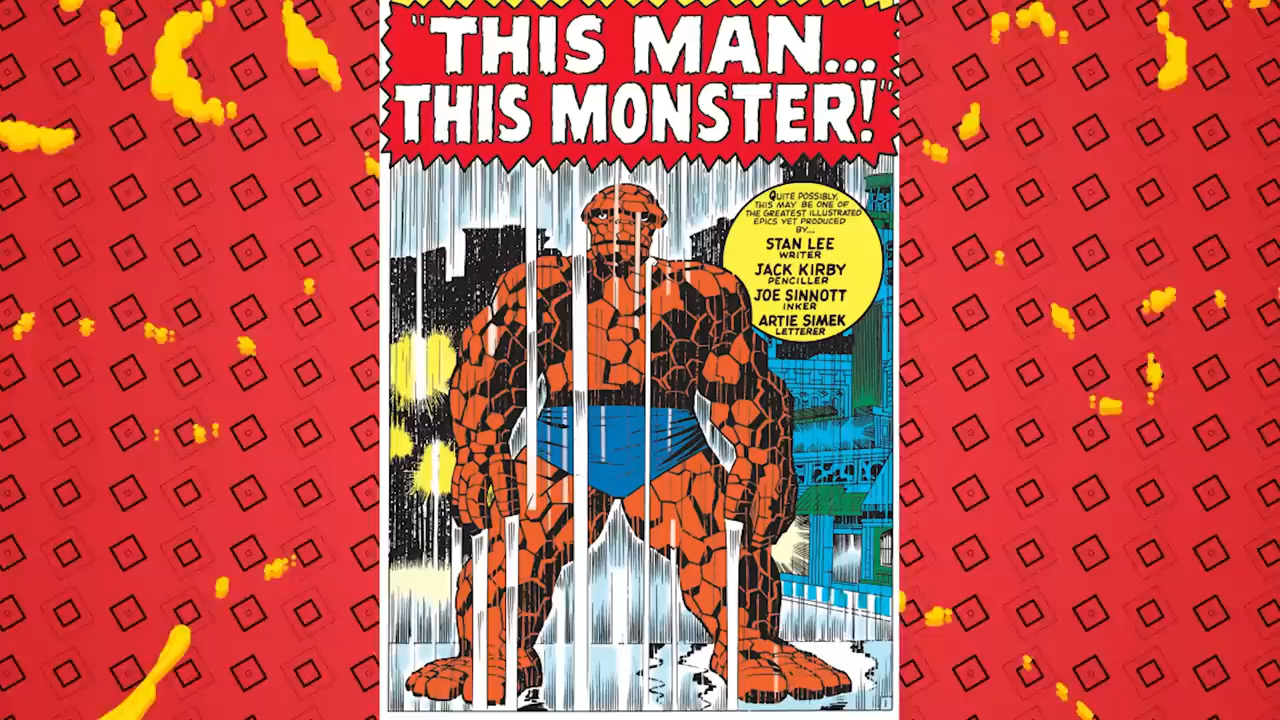 "THIS MAN...
THIS MONSTER!"
QUITE POSSIBLY,
THIS MAY BE ONE OF
THE GREATEST ILLUSTRATED
EPICS YET PRODUCED
BY...
STAN LEE
WRITER
JACK KIRBY
PENCILLER
JOE SINNOTT
INKER
ARTIE SIMEK
LETTERER
1